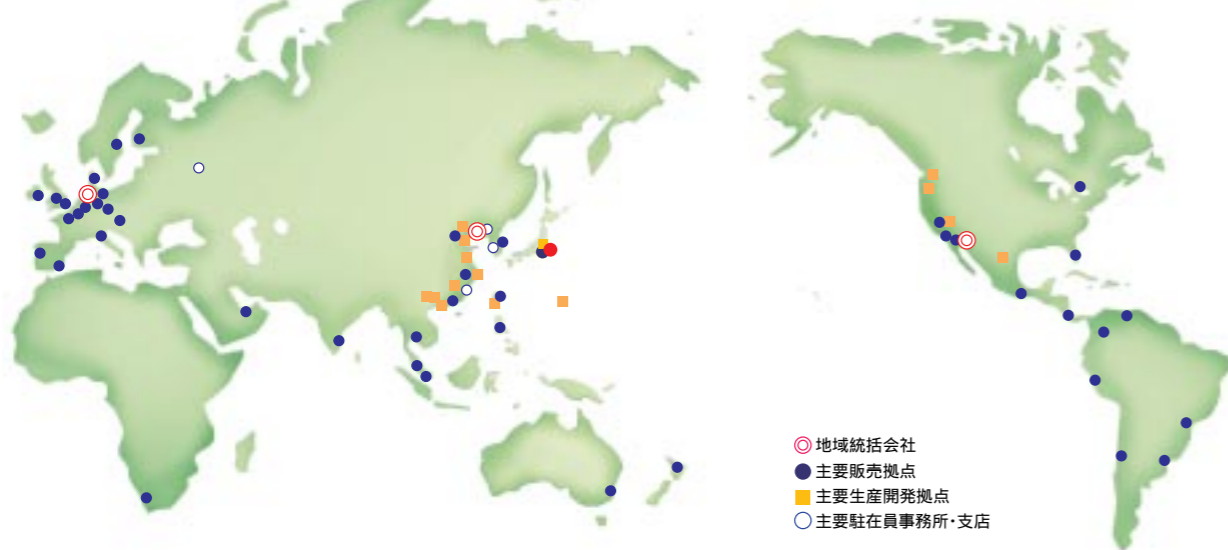 地域統括会社
主要販売拠点
主要生産開発拠点
主要駐在員事務所・支店